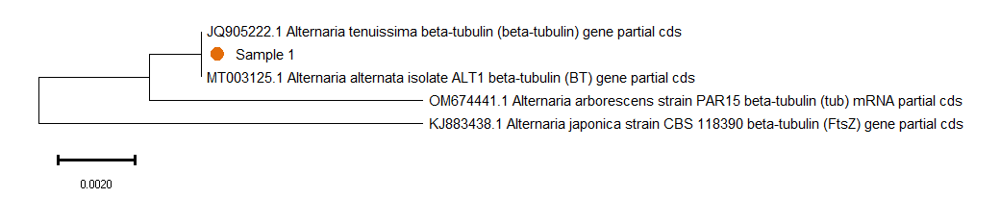 JQ905222.1 Alternaria tenuissima beta-tubulin (beta-tubulin) gene partial cds
Sample 1
MT003125.1 Alternaria alternata isolate ALT1 beta-tubulin (BT) gene partial cds
OM674441.1 Alternaria arborescens strain PAR15 beta-tubulin (tub) mRNA partial cds
KJ883438.1 Alternaria japonica strain CBS 118390 beta-tubulin (FtsZ) gene partial cds
0.0020